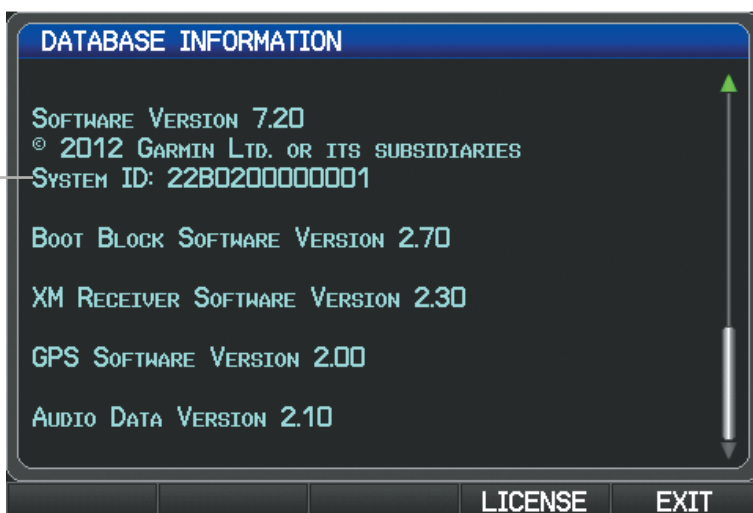 DATABASE INFORMATION
Software Version 7.20
© 2012 Garmin Ltd. or its subsidiaries
System ID: 22B0200000001
Boot Block Software Version 2.70
XM Receiver Software Version 2.30
GPS Software Version 2.00
Audio Data Version 2.10
LICENSE EXIT